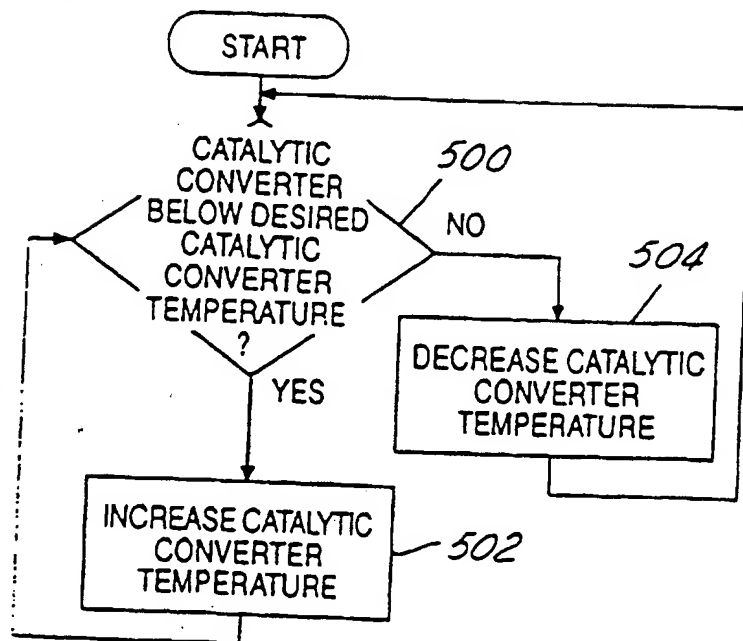 START
CATALYTIC
CONVERTER
BELOW DESIRED
CATALYTIC
CONVERTER
TEMPERATURE
?
500
NO
504
DECREASE CATALYTIC
CONVERTER
TEMPERATURE
YES
INCREASE CATALYTIC
CONVERTER
TEMPERATURE
502